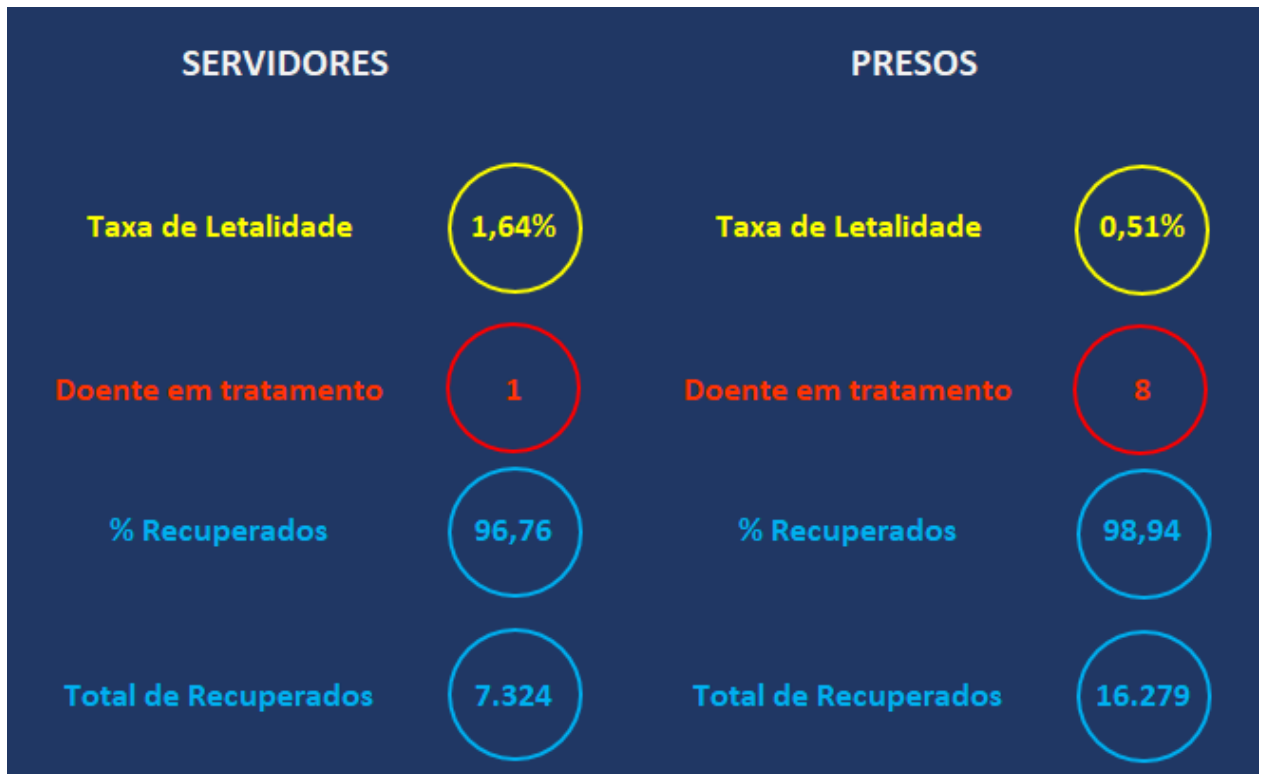 SERVIDORES
PRESOS
Taxa de Letalidade 1,64%
Taxa de Letalidade 0,51%
Doente em tratamento 1
Doente em tratamento 8
% Recuperados 96,76
% Recuperados 98,94
Total de Recuperados 7.324
Total de Recuperados 16.279